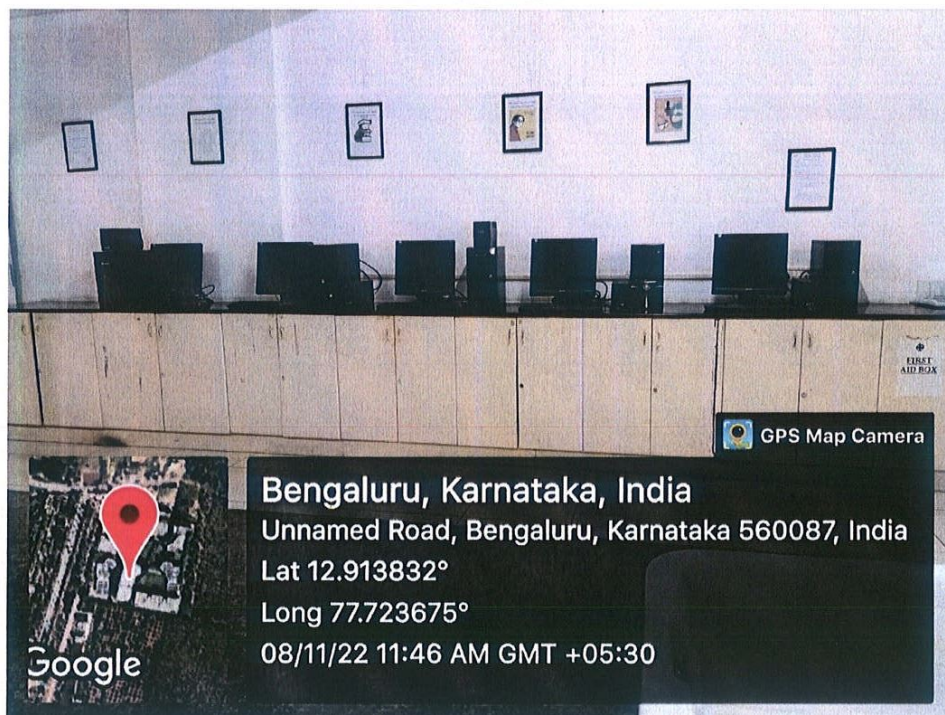 FIRST
AID BOX
GPS Map Camera
Bengaluru, Karnataka, India
Unnamed Road, Bengaluru, Karnataka 560087, India
Lat 12.913832°
Long 77.723675°
08/11/22 11:46 AM GMT +05:30
Google